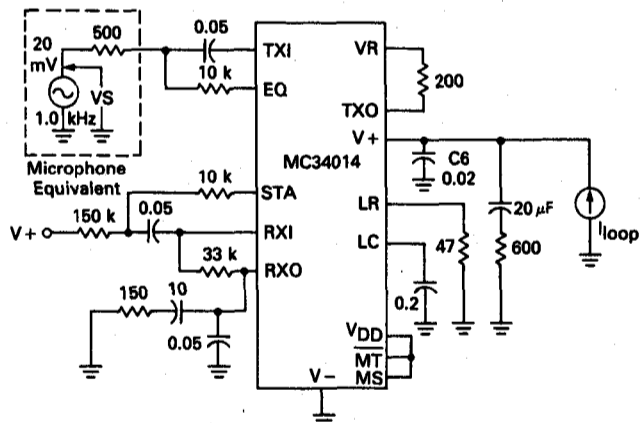 20
mV
500
0.05
TXI
10 k
EQ
VS
1.0 kHz
Microphone
Equivalent
10 k
STA
150 k
V+
0.05
RXI
33 k
RXO
150
10
0.05
MC34014
VR
200
TXO
V+
C6
0.02
LR
LC
47
20 μF
600
Iloop
0.2
VDD
MT
MS
V−